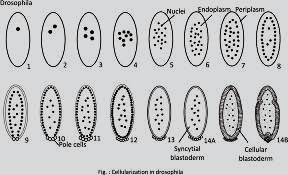 Drosophila
Nuclei
Endoplasm
Periplasm
1
2
3
4
5
6
7
8
9
10
11
12
13
14A
14B
Pole cells
Syncytial
blastoderm
Cellular
blastoderm
Fig. : Cellularization in drosophila